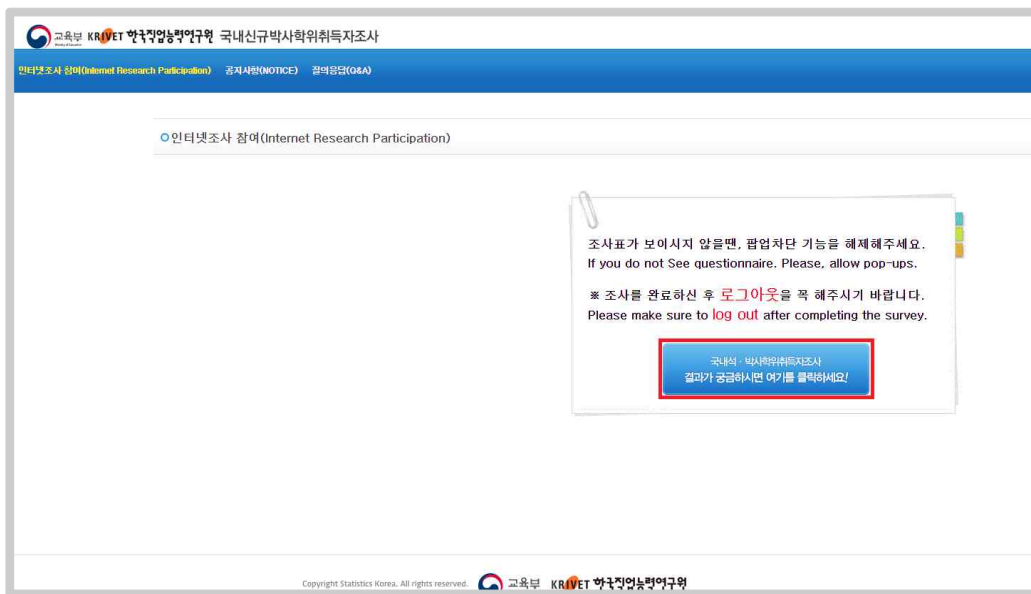 교육부 KRIVET 한국직업능력연구원 국내신규박사학위취득자조사
인터넷조사 참여(Internet Research Participation) 공지사항(NOTICE) 질의응답(Q&A)
인터넷조사 참여(Internet Research Participation)
조사표가 보이시지 않을땐, 팝업차단 기능을 해제해주세요.
If you do not See questionnaire. Please, allow pop-ups.
※ 조사를 완료하신 후 로그아웃을 꼭 해주시기 바랍니다.
Please make sure to log out after completing the survey.
국내석·박사학위취득자조사
결과가 궁금하시면 여기를 클릭하세요!
Copyright Statistics Korea. All rights reserved. 교육부 KRIVET 한국직업능력연구원